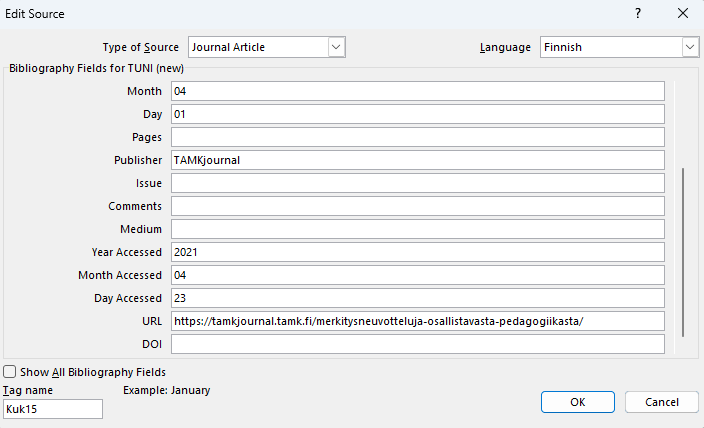 Edit Source
Type of Source Journal Article Language Finnish
Bibliography Fields for TUNI (new)
Month 04
Day 01
Pages
Publisher TAMKjournal
Issue
Comments
Medium
Year Accessed 2021
Month Accessed 04
Day Accessed 23
URL https://tamkjournal.tamk.fi/merkitysneuvotteluja-osallistavasta-pedagogiikasta/
DOI
Show All Bibliography Fields
Tag name Example: January
Kuk15 OK Cancel